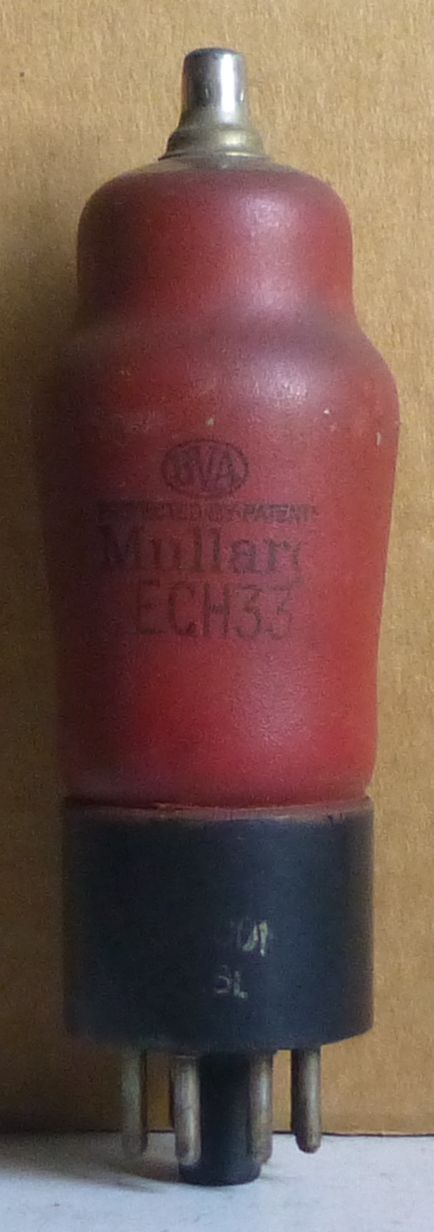 BVA
PROTECTED BY PATENT
Mullard
ECH33